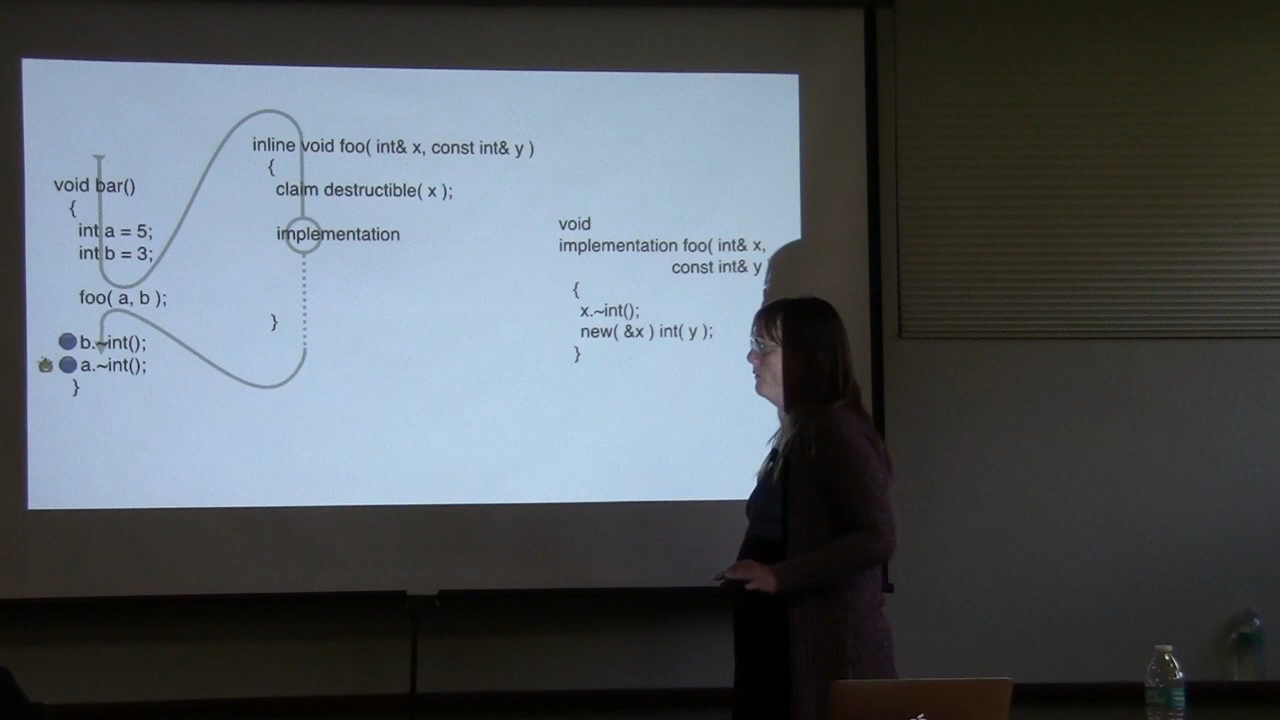 void bar()
{
int a = 5;
int b = 3;
foo( a, b );
b.~int();
a.~int();
}
inline void foo( int& x, const int& y )
{
claim destructible( x );
implementation
}
void
implementation foo( int& x,
const int& y
{
x.~int();
new( &x ) int( y );
}